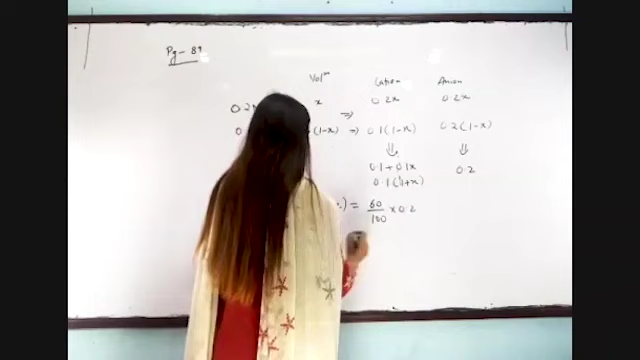 Pg - 89
Vol^m Cation Anion
0.2 x ⇒ 0.2x 0.2x
0. (1-x) ⇒ 0.1(1-x) 0.2(1-x)
⇓ ⇓
0.1+0.1x 0.2
0.1(1+x)
) = 60/100 × 0.2